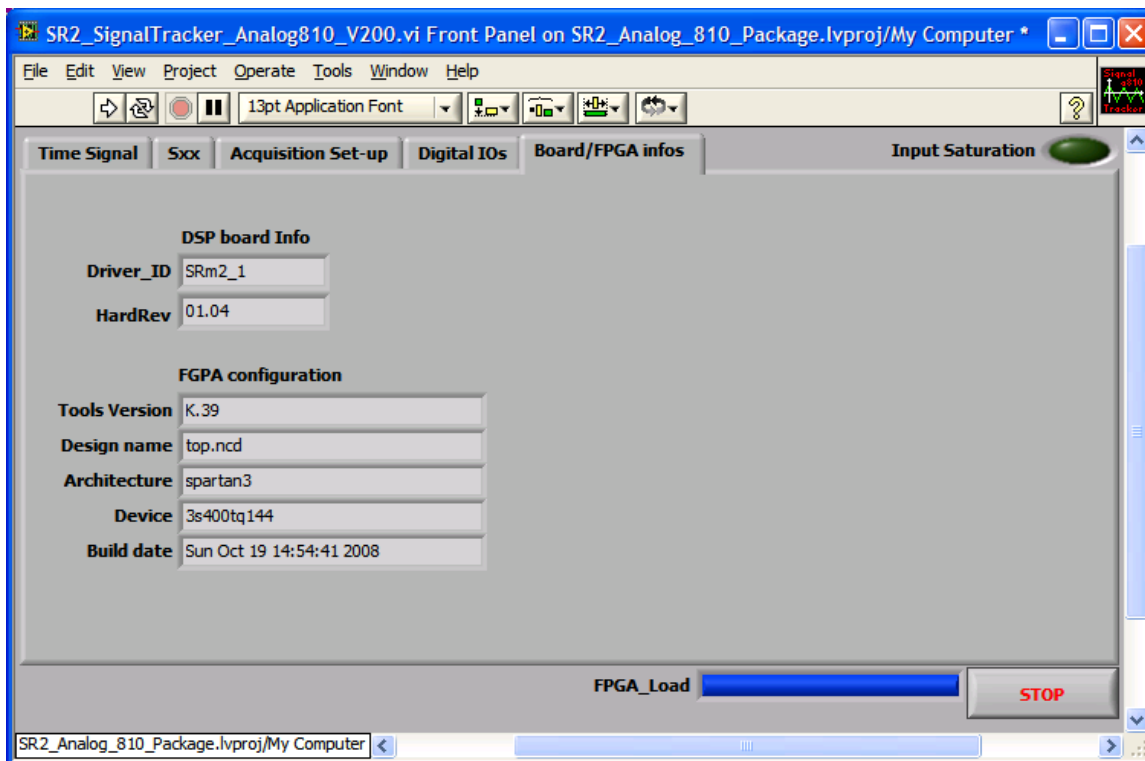 SR2_SignalTracker_Analog810_V200.vi Front Panel on SR2_Analog_810_Package.lvproj/My Computer *
File Edit View Project Operate Tools Window Help
13pt Application Font
Signal
a810
Tracker
Time Signal Sxx Acquisition Set-up Digital IOs Board/FPGA infos Input Saturation
DSP board Info
Driver_ID SRm2_1
HardRev 01.04
FGPA configuration
Tools Version K.39
Design name top.ncd
Architecture spartan3
Device 3s400tq144
Build date Sun Oct 19 14:54:41 2008
FPGA_Load
STOP
SR2_Analog_810_Package.lvproj/My Computer